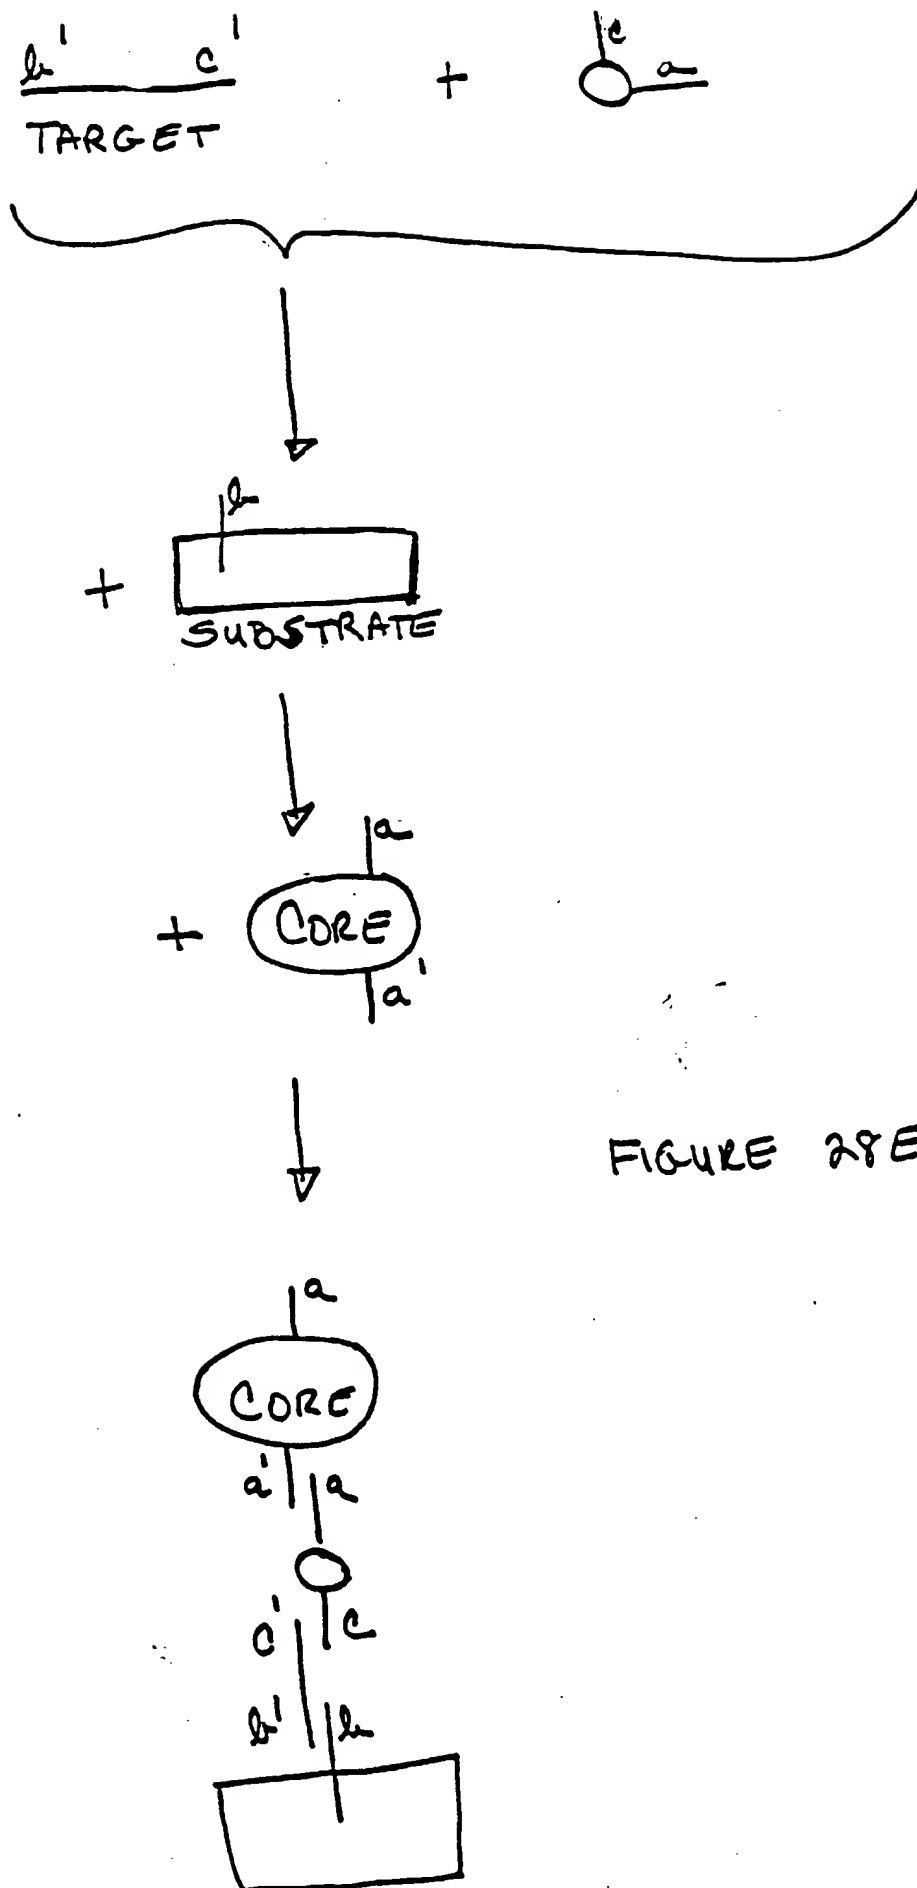 b' c' + c a
TARGET
b
+
SUBSTRATE
a
+ CORE
a'
FIGURE 28E
a
CORE
a' a
c' c
b' b